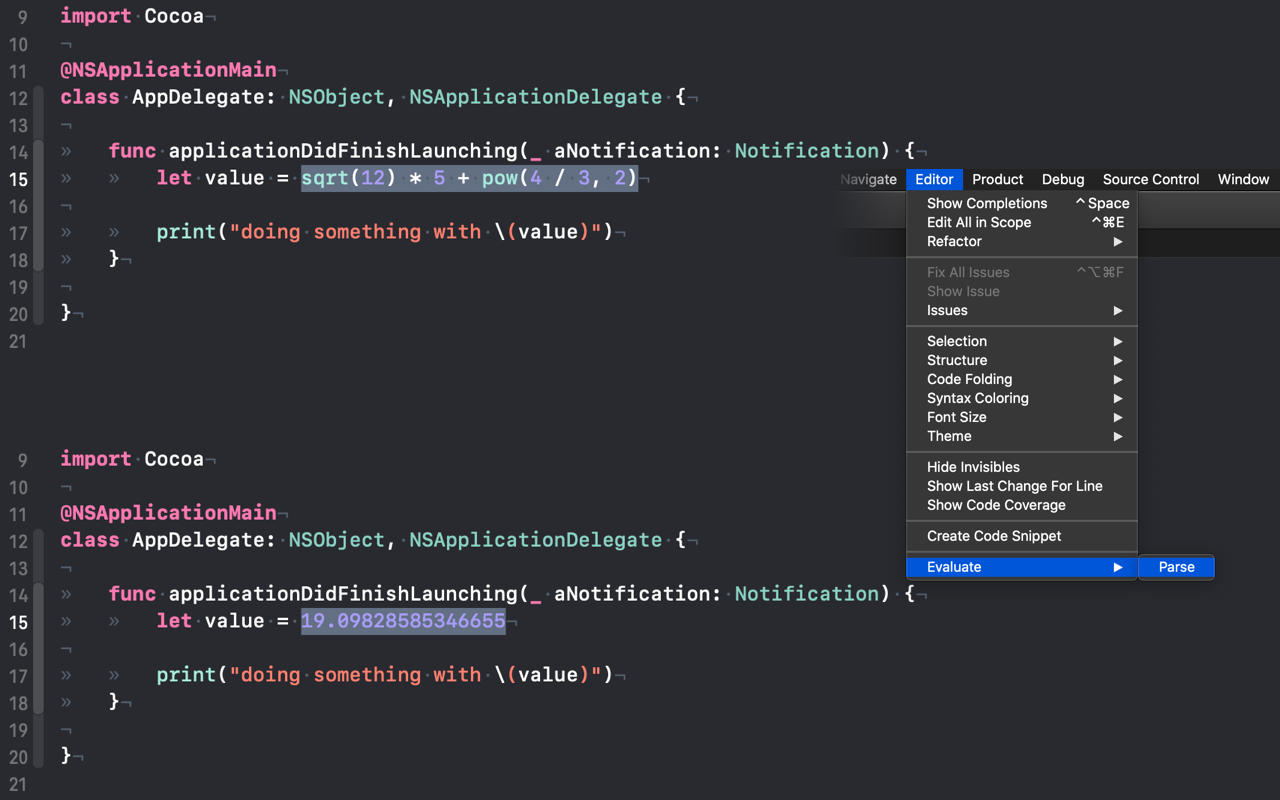 9 import Cocoa¬
10 ¬
11 @NSApplicationMain¬
12 class AppDelegate: NSObject, NSApplicationDelegate {¬
13 ¬
14 » func applicationDidFinishLaunching(_ aNotification: Notification) {¬
15 » » let value = sqrt(12) * 5 + pow(4 / 3, 2)¬
16 ¬
17 » » print("doing something with \(value)")¬
18 » }¬
19 ¬
20 }¬
21
Navigate Editor Product Debug Source Control Window
Show Completions ^ Space
Edit All in Scope ^⌘E
Refactor ▶
Fix All Issues ^⌥⌘F
Show Issue
Issues ▶
Selection ▶
Structure ▶
Code Folding ▶
Syntax Coloring ▶
Font Size ▶
Theme ▶
Hide Invisibles
Show Last Change For Line
Show Code Coverage
Create Code Snippet
Evaluate ▶ Parse
9 import Cocoa¬
10 ¬
11 @NSApplicationMain¬
12 class AppDelegate: NSObject, NSApplicationDelegate {¬
13 ¬
14 » func applicationDidFinishLaunching(_ aNotification: Notification) {¬
15 » » let value = 19.09828585346655¬
16 ¬
17 » » print("doing something with \(value)")¬
18 » }¬
19 ¬
20 }¬
21